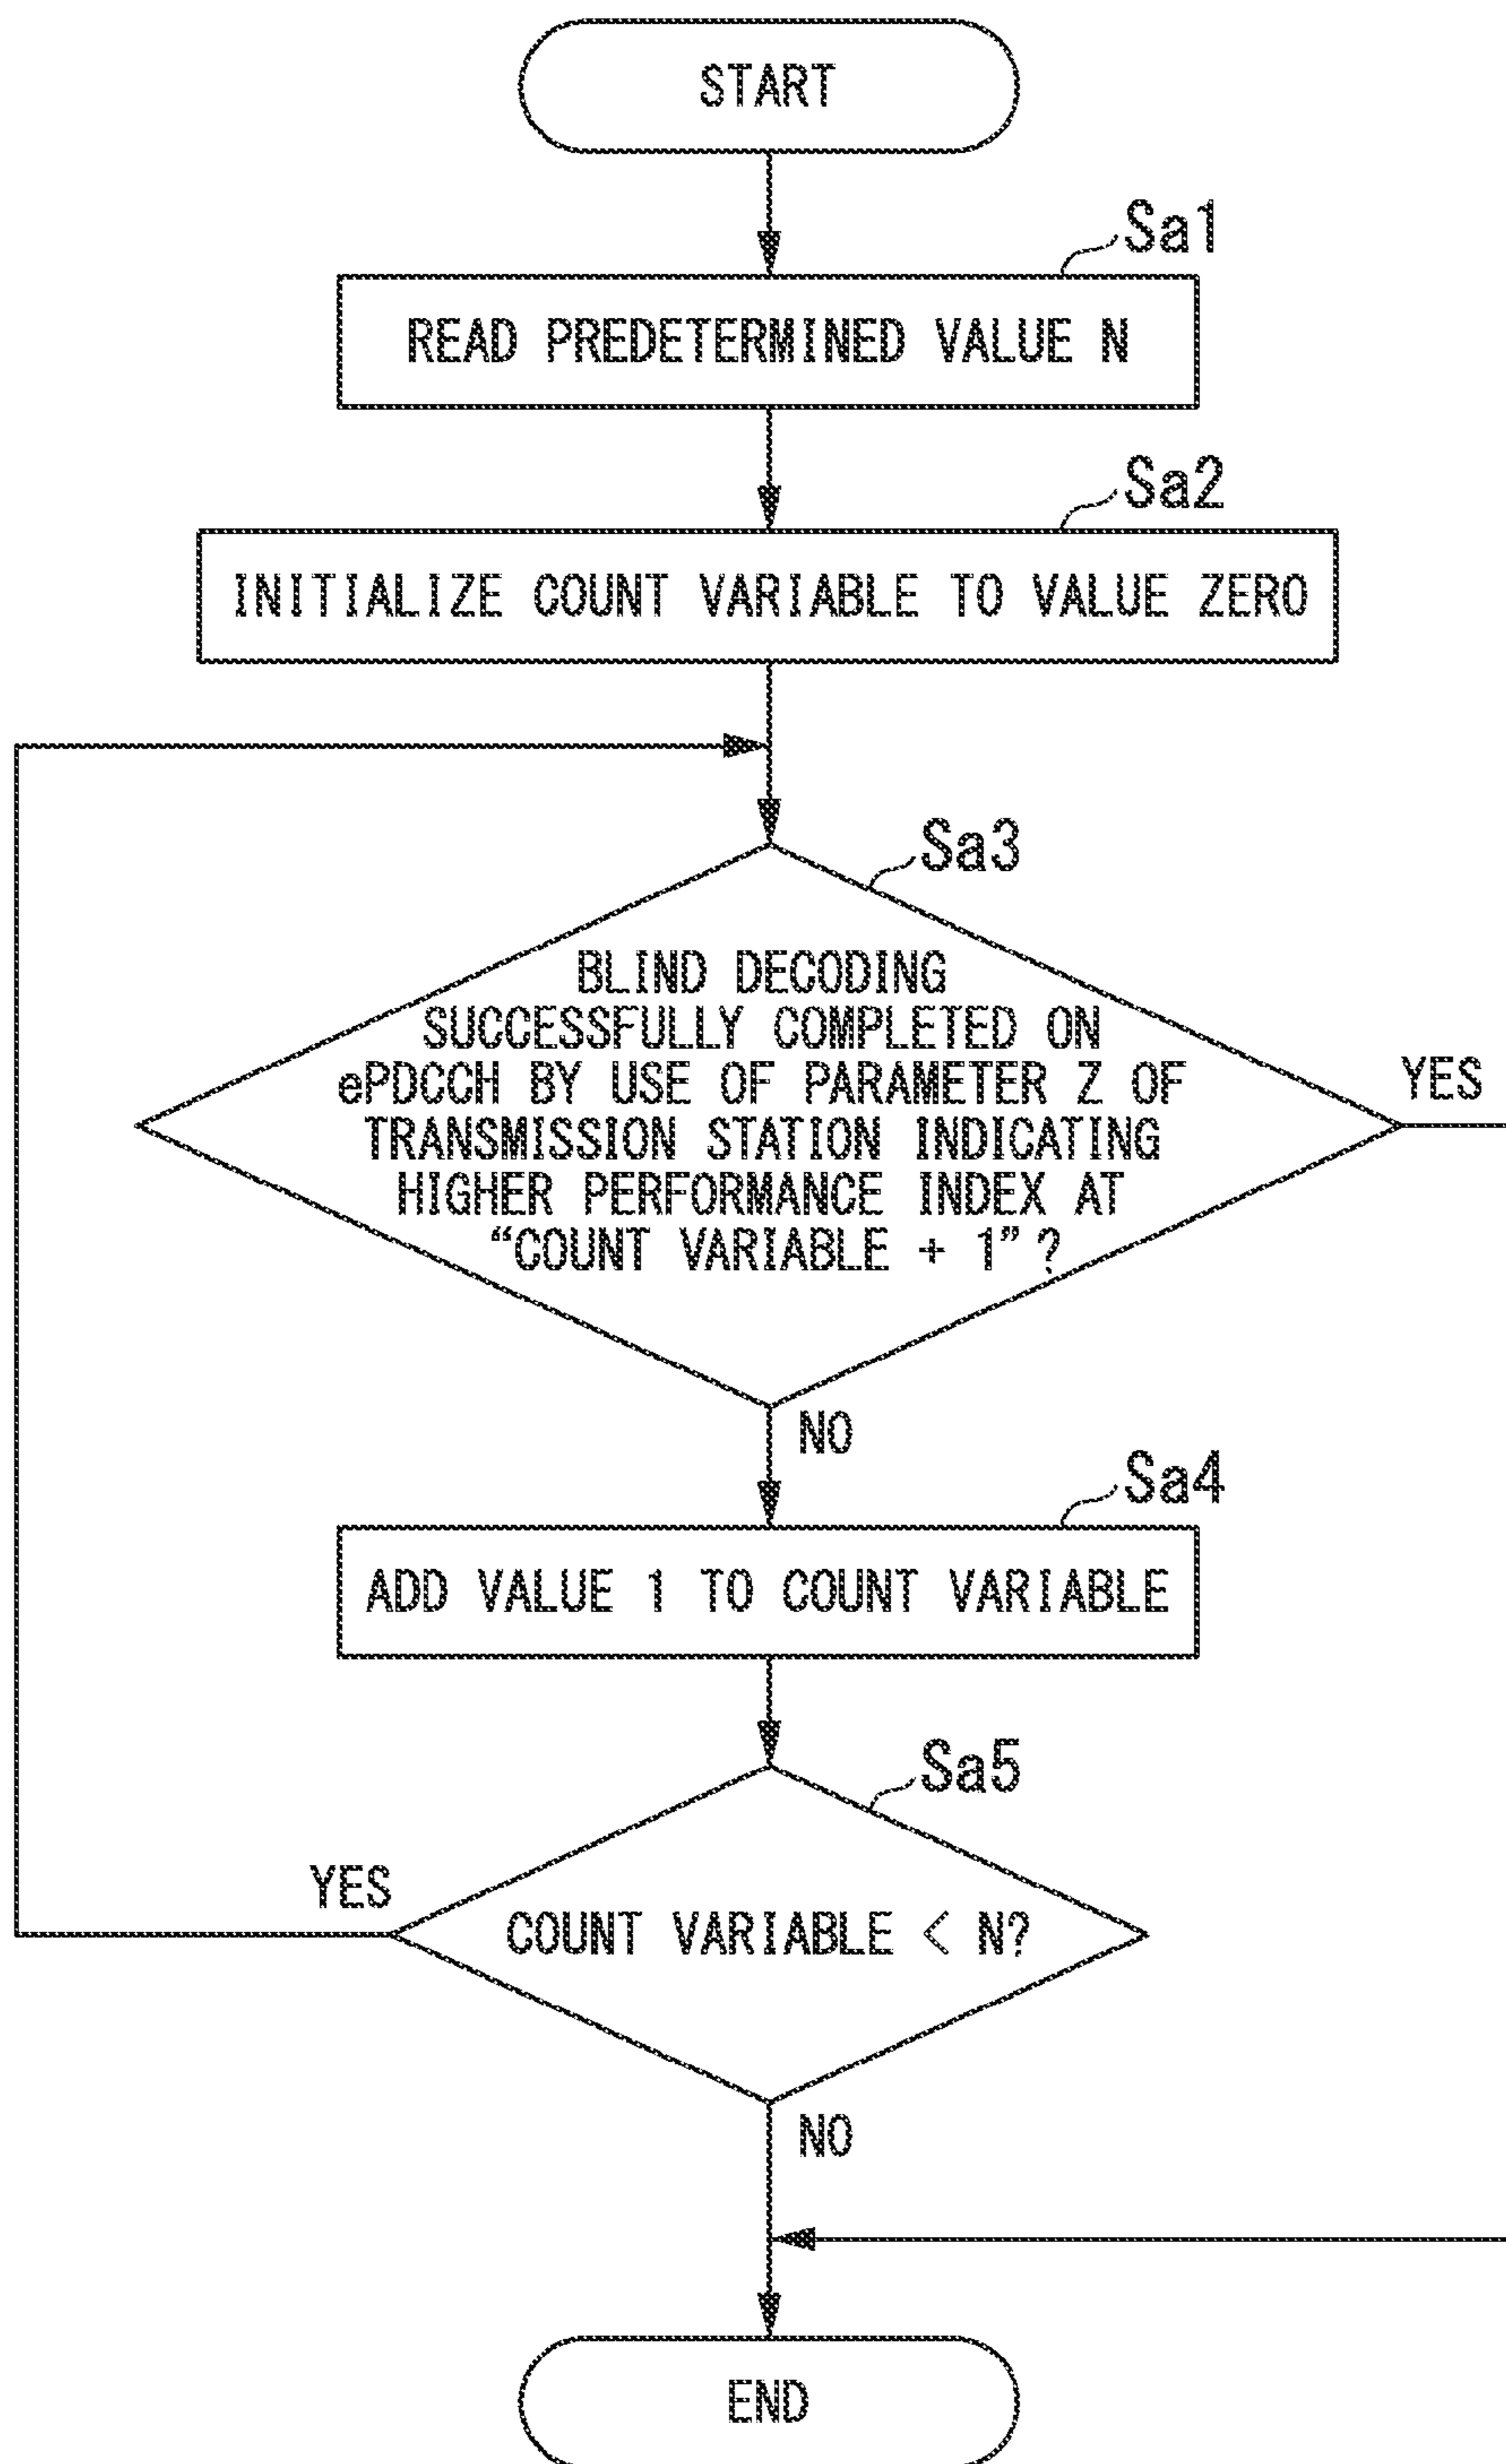 START
Sa1
READ PREDETERMINED VALUE N
Sa2
INITIALIZE COUNT VARIABLE TO VALUE ZERO
Sa3
BLIND DECODING
SUCCESSFULLY COMPLETED ON
ePDCCH BY USE OF PARAMETER Z OF
TRANSMISSION STATION INDICATING
HIGHER PERFORMANCE INDEX AT
“COUNT VARIABLE + 1”?
YES
NO
Sa4
ADD VALUE 1 TO COUNT VARIABLE
Sa5
YES
COUNT VARIABLE < N?
NO
END